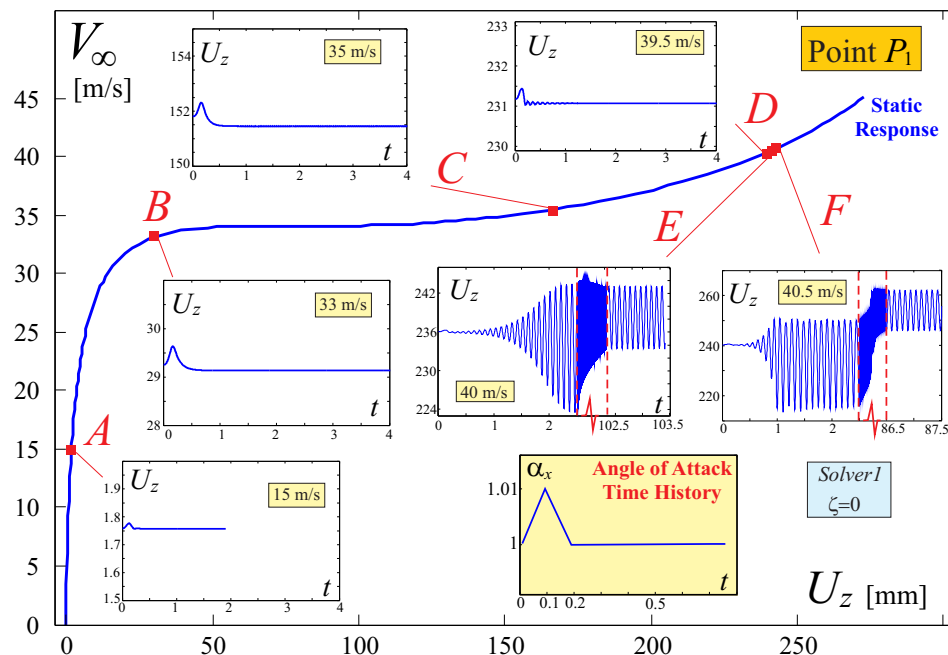 V∞
[m/s]
Point P1
Static
Response
45
40
35
30
25
20
15
10
5
0
0
50
100
150
200
250
300
Uz [mm]
A
B
C
D
E
F
Uz
35 m/s
155
154
153
152
151
150
0
1
2
3
4
t
Uz
39.5 m/s
233
232
231
230
0
1
2
3
4
t
Uz
33 m/s
31
30
29
28
0
1
2
3
4
t
Uz
40 m/s
242
236
230
224
0
1
2
102.5
103.5
t
Uz
40.5 m/s
260
240
220
0
1
2
86.5
87.5
Uz
15 m/s
1.9
1.8
1.7
1.6
1.5
0
1
2
3
4
t
αx
Angle of Attack
Time History
1.01
1
0
0.1
0.2
0.5
t
Solver1
ζ=0